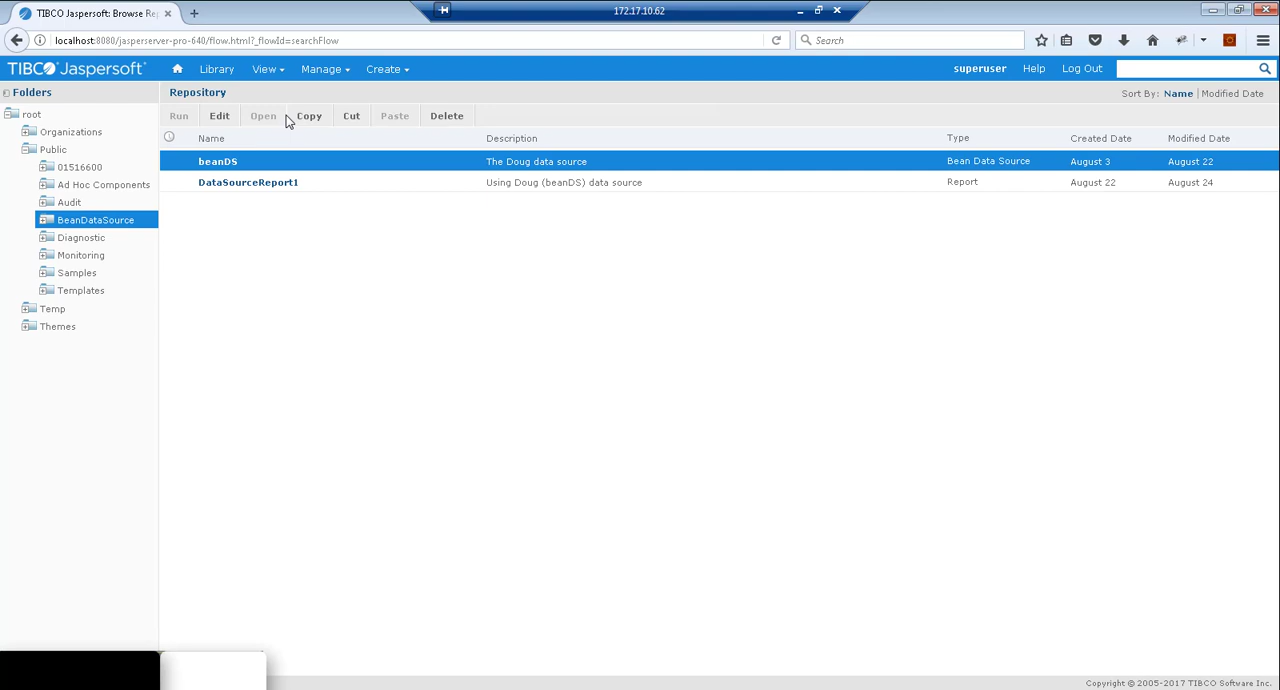 TIBCO Jaspersoft: Browse Re
172.17.10.62
localhost:8080/jasperserver-pro-640/flow.html?_flowId=searchFlow
Search
TIBCO Jaspersoft® Library View Manage Create superuser Help Log Out
Folders
Repository
Sort By: Name | Modified Date
Run Edit Open Copy Cut Paste Delete
Name Description Type Created Date Modified Date
beanDS The Doug data source Bean Data Source August 3 August 22
DataSourceReport1 Using Doug (beanDS) data source Report August 22 August 24
root
Organizations
Public
01516600
Ad Hoc Components
Audit
BeanDataSource
Diagnostic
Monitoring
Samples
Templates
Temp
Themes
Copyright © 2005-2017 TIBCO Software Inc.